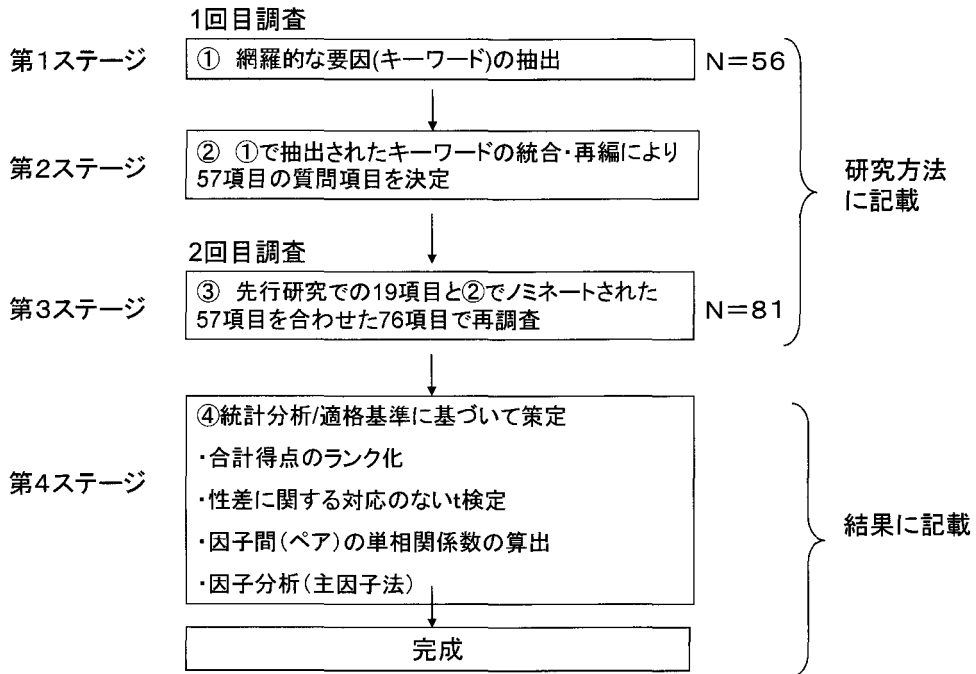 1回目調査
第1ステージ
① 網羅的な要因(キーワード)の抽出
N=56
第2ステージ
② ①で抽出されたキーワードの統合・再編により
57項目の質問項目を決定
研究方法
に記載
2回目調査
第3ステージ
③ 先行研究での19項目と②でノミネートされた
57項目を合わせた76項目で再調査
N=81
第4ステージ
④統計分析/適格基準に基づいて策定
・合計得点のランク化
・性差に関する対応のないt検定
・因子間(ペア)の単相関係数の算出
・因子分析(主因子法)
結果に記載
完成